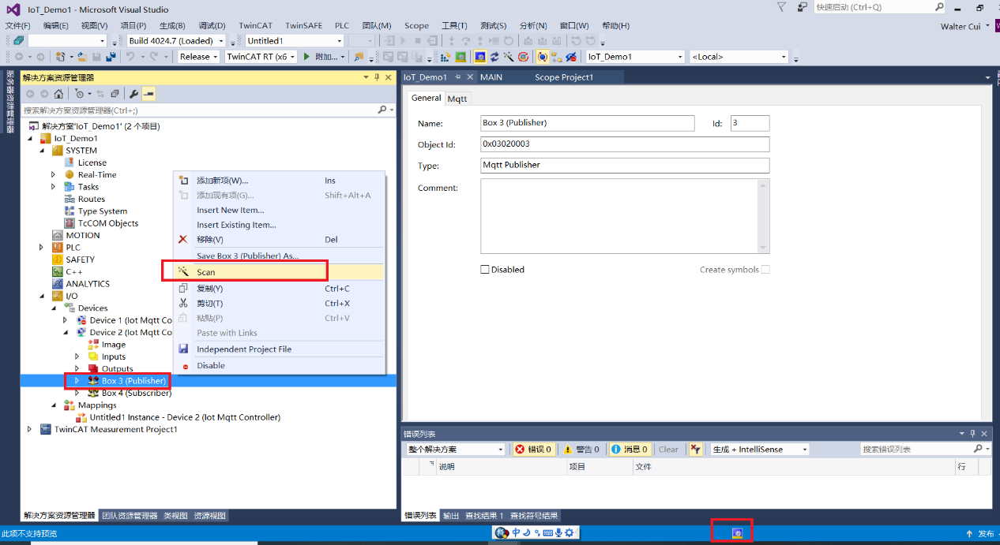 IoT_Demo1 - Microsoft Visual Studio
快速启动 (Ctrl+Q)
文件(F) 编辑(E) 视图(V) 项目(P) 生成(B) 调试(D) TwinCAT TwinSAFE PLC 团队(M) Scope 工具(T) 测试(S) 分析(N) 窗口(W) 帮助(H)
Walter Cui
Build 4024.7 (Loaded) Untitled1
Release TwinCAT RT (x6 附加... IoT_Demo1 <Local>
服务器资源管理器
解决方案资源管理器
搜索解决方案资源管理器(Ctrl+;)
解决方案'IoT_Demo1' (2 个项目)
IoT_Demo1
SYSTEM
License
Real-Time
Tasks
Routes
Type System
TcCOM Objects
MOTION
PLC
SAFETY
C++
ANALYTICS
I/O
Devices
Device 1 (Iot Mqtt Co
Device 2 (Iot Mqtt Co
Image
Inputs
Outputs
Box 3 (Publisher)
Box 4 (Subscriber)
Mappings
Untitled1 Instance - Device 2 (Iot Mqtt Controller)
TwinCAT Measurement Project1
添加新项(W)... Ins
添加现有项(G)... Shift+Alt+A
Insert New Item...
Insert Existing Item...
移除(V) Del
Save Box 3 (Publisher) As...
Scan
复制(Y) Ctrl+C
剪切(T) Ctrl+X
粘贴(P) Ctrl+V
Paste with Links
Independent Project File
Disable
解决方案资源管理器 团队资源管理器 类视图 资源视图
IoT_Demo1 MAIN Scope Project1
General Mqtt
Name: Box 3 (Publisher) Id: 3
Object Id: 0x03020003
Type: Mqtt Publisher
Comment:
Disabled Create symbols
错误列表
整个解决方案 错误 0 警告 0 消息 0 Clear 生成 + IntelliSense 搜索错误列表
说明 项目 文件 行
错误列表 输出 查找结果 1 查找符号结果
此项不支持预览
中
发布